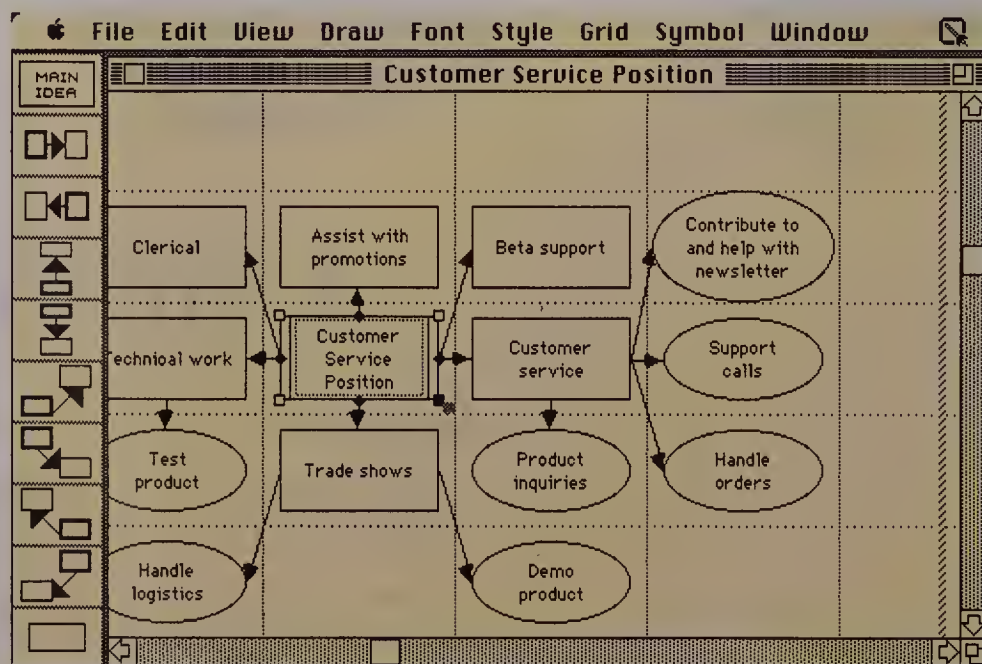 File Edit View Draw Font Style Grid Symbol Window
MAIN
IDEA
Customer Service Position
Clerical
Assist with
promotions
Beta support
Contribute to
and help with
newsletter
echnical work
Customer
Service
Position
Customer
service
Support
calls
Test
product
Trade shows
Product
inquiries
Handle
orders
Handle
logistics
Demo
product